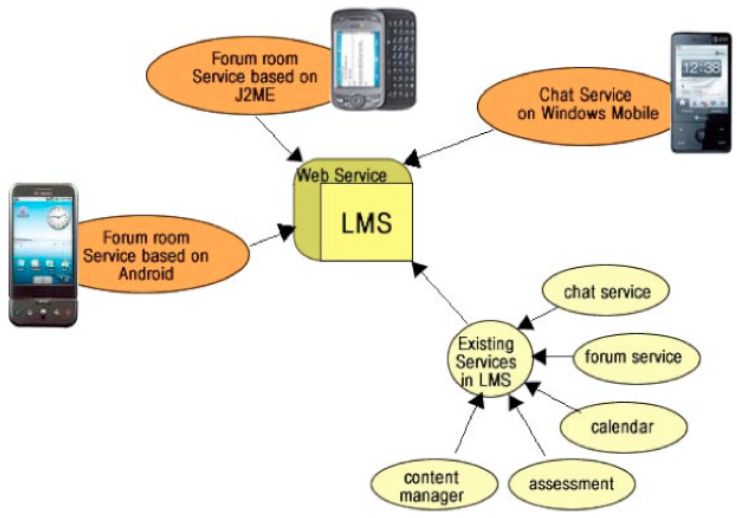 Forum room
Service based on
J2ME
12:38
Chat Service
on Windows Mobile
Web Service
LMS
Forum room
Service based on
Android
chat service
Existing
Services
in LMS
forum service
calendar
content
manager
assessment